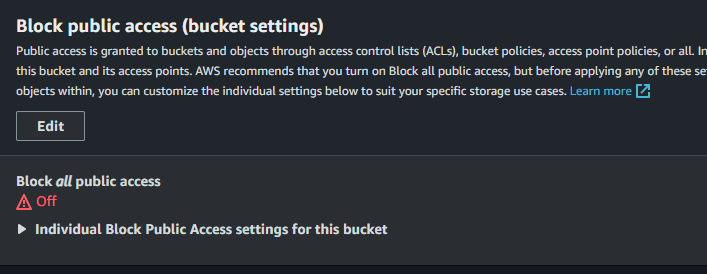 Block public access (bucket settings)
Public access is granted to buckets and objects through access control lists (ACLs), bucket policies, access point policies, or all. In
this bucket and its access points. AWS recommends that you turn on Block all public access, but before applying any of these se
objects within, you can customize the individual settings below to suit your specific storage use cases. Learn more
Edit
Block all public access
Off
Individual Block Public Access settings for this bucket